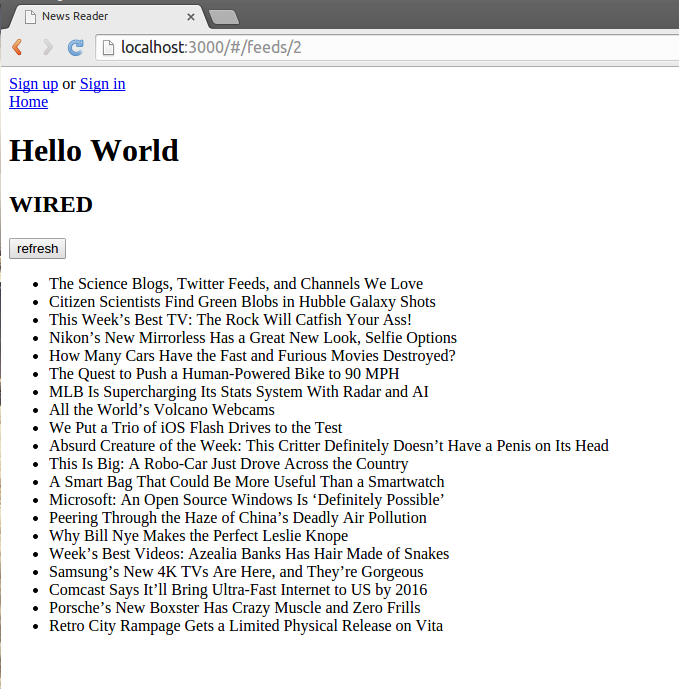 News Reader
localhost:3000/#/feeds/2
Sign up or Sign in
Home
Hello World
WIRED
refresh
The Science Blogs, Twitter Feeds, and Channels We Love
Citizen Scientists Find Green Blobs in Hubble Galaxy Shots
This Week’s Best TV: The Rock Will Catfish Your Ass!
Nikon’s New Mirrorless Has a Great New Look, Selfie Options
How Many Cars Have the Fast and Furious Movies Destroyed?
The Quest to Push a Human-Powered Bike to 90 MPH
MLB Is Supercharging Its Stats System With Radar and AI
All the World’s Volcano Webcams
We Put a Trio of iOS Flash Drives to the Test
Absurd Creature of the Week: This Critter Definitely Doesn’t Have a Penis on Its Head
This Is Big: A Robo-Car Just Drove Across the Country
A Smart Bag That Could Be More Useful Than a Smartwatch
Microsoft: An Open Source Windows Is ‘Definitely Possible’
Peering Through the Haze of China’s Deadly Air Pollution
Why Bill Nye Makes the Perfect Leslie Knope
Week’s Best Videos: Azealia Banks Has Hair Made of Snakes
Samsung’s New 4K TVs Are Here, and They’re Gorgeous
Comcast Says It’ll Bring Ultra-Fast Internet to US by 2016
Porsche’s New Boxster Has Crazy Muscle and Zero Frills
Retro City Rampage Gets a Limited Physical Release on Vita